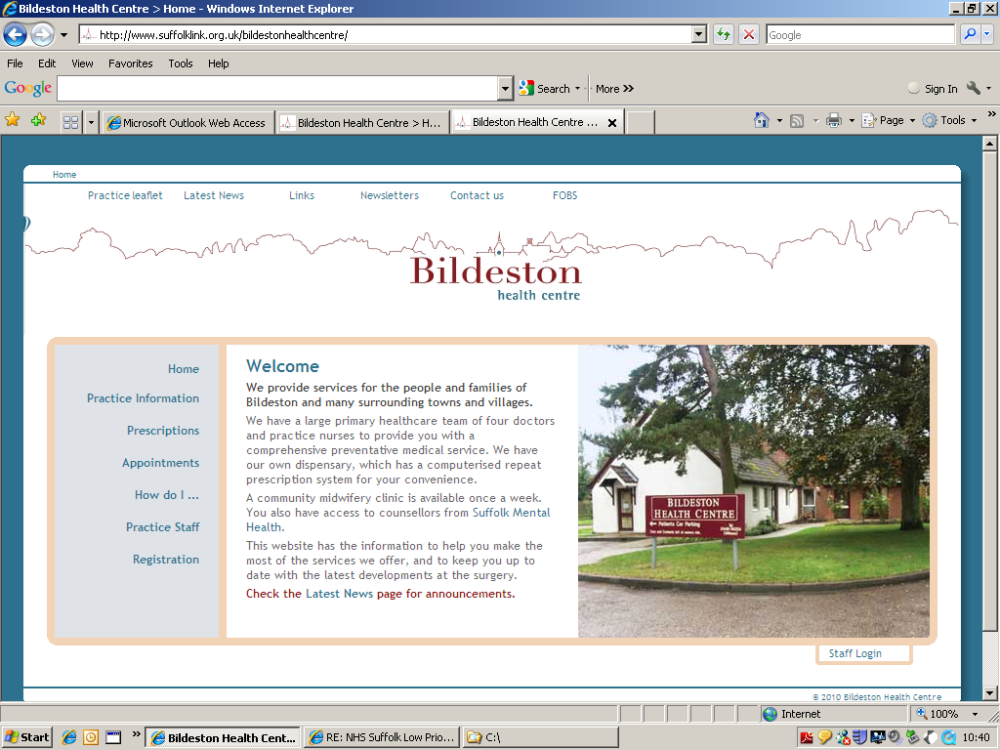 Bildeston Health Centre > Home - Windows Internet Explorer
http://www.suffolklink.org.uk/bildestonhealthcentre/
Google
File Edit View Favorites Tools Help
Google Search More >> Sign In
Microsoft Outlook Web Access Bildeston Health Centre > H... Bildeston Health Centre ... Page Tools
Home
Practice leaflet Latest News Links Newsletters Contact us FOBS
Bildeston
health centre
Home
Practice Information
Prescriptions
Appointments
How do I ...
Practice Staff
Registration
Welcome
We provide services for the people and families of
Bildeston and many surrounding towns and villages.
We have a large primary healthcare team of four doctors
and practice nurses to provide you with a
comprehensive preventative medical service. We have
our own dispensary, which has a computerised repeat
prescription system for your convenience.
A community midwifery clinic is available once a week.
You also have access to counsellors from Suffolk Mental
Health.
This website has the information to help you make the
most of the services we offer, and to keep you up to
date with the latest developments at the surgery.
Check the Latest News page for announcements.
BILDESTON
HEALTH CENTRE
Patients Car Parking
Staff Login
© 2010 Bildeston Health Centre
Internet 100%
Start Bildeston Health Cent... RE: NHS Suffolk Low Prio... C:\ 10:40